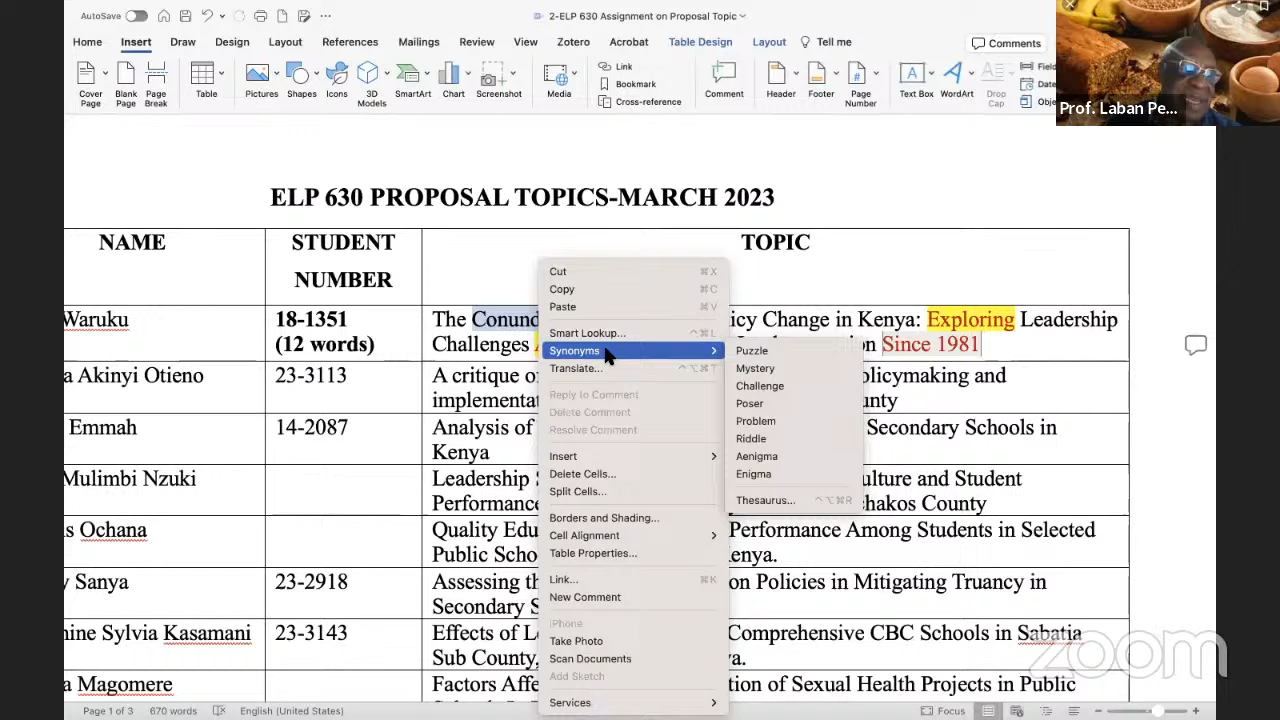 AutoSave
2-ELP 630 Assignment on Proposal Topic
Home Insert Draw Design Layout References Mailings Review View Zotero Acrobat Table Design Layout Tell me
Comments
Cover Page
Blank Page
Page Break
Table
Pictures
Shapes
Icons
3D Models
SmartArt
Chart
Screenshot
Media
Link
Bookmark
Cross-reference
Comment
Header
Footer
Page Number
Text Box
WordArt
Drop Cap
Prof. Laban Pe...
ELP 630 PROPOSAL TOPICS-MARCH 2023
NAME STUDENT NUMBER TOPIC
Waruku 18-1351 (12 words)
The Conund icy Change in Kenya: Exploring Leadership
Challenges Since 1981
a Akinyi Otieno 23-3113 A critique of olicymaking and
implementat unty
Emmah 14-2087 Analysis of Secondary Schools in
Kenya
Mulimbi Nzuki Leadership S ulture and Student
Performance chakos County
s Ochana Quality Edu Performance Among Students in Selected
Public Scho enya.
y Sanya 23-2918 Assessing th on Policies in Mitigating Truancy in
Secondary S
nine Sylvia Kasamani 23-3143 Effects of L Comprehensive CBC Schools in Sabatia
Sub County, ya.
a Magomere Factors Affe tion of Sexual Health Projects in Public
Cut ⌘X
Copy ⌘C
Paste ⌘V
Smart Lookup... ^⌘L
Synonyms
Translate... ^⌥⌘T
Reply to Comment
Delete Comment
Resolve Comment
Insert
Delete Cells...
Split Cells...
Borders and Shading...
Cell Alignment
Table Properties...
Link... ⌘K
New Comment
iPhone
Take Photo
Scan Documents
Add Sketch
Services
Puzzle
Mystery
Challenge
Poser
Problem
Riddle
Aenigma
Enigma
Thesaurus... ^⌥⌘R
zoom
Page 1 of 3 670 words English (United States) Focus